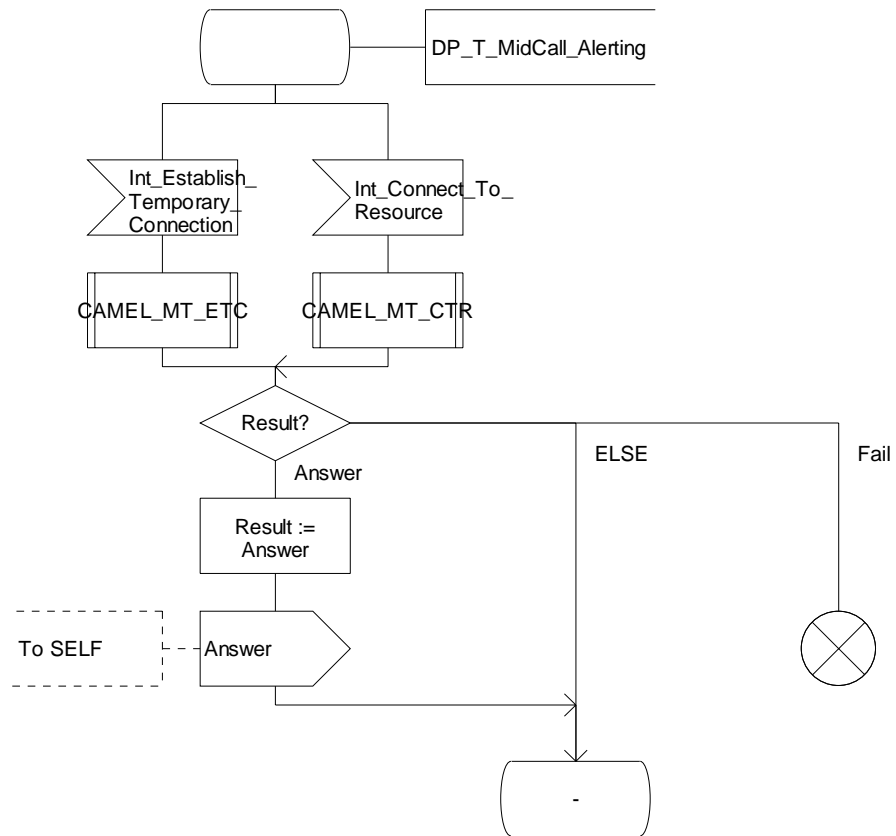 DP_T_MidCall_Alerting
Int_Establish_
Temporary_
Connection
Int_Connect_To_
Resource
CAMEL_MT_ETC
CAMEL_MT_CTR
Result?
ELSE
Fail
Answer
Result :=
Answer
To SELF
Answer
-